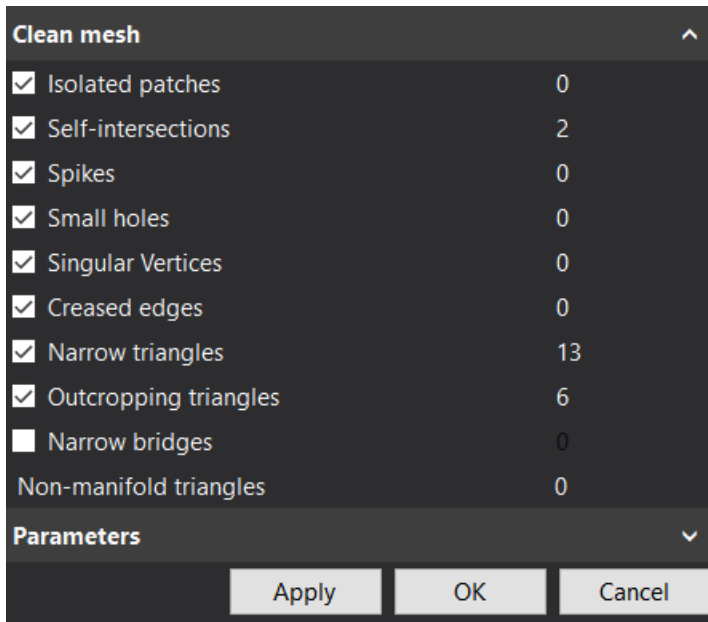 Clean mesh
Isolated patches 0
Self-intersections 2
Spikes 0
Small holes 0
Singular Vertices 0
Creased edges 0
Narrow triangles 13
Outcropping triangles 6
Narrow bridges 0
Non-manifold triangles 0
Parameters
Apply OK Cancel